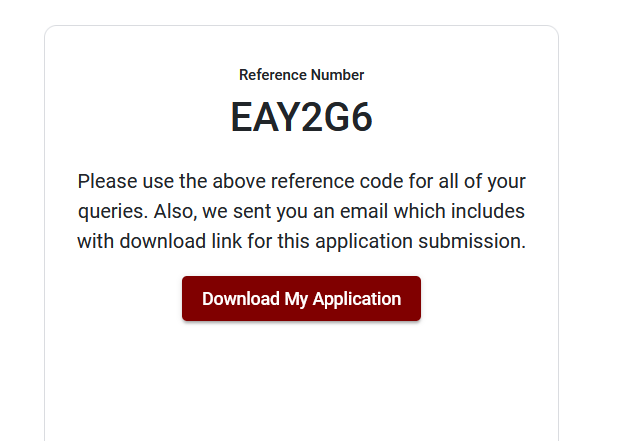 Reference Number
EAY2G6
Please use the above reference code for all of your
queries. Also, we sent you an email which includes
with download link for this application submission.
Download My Application